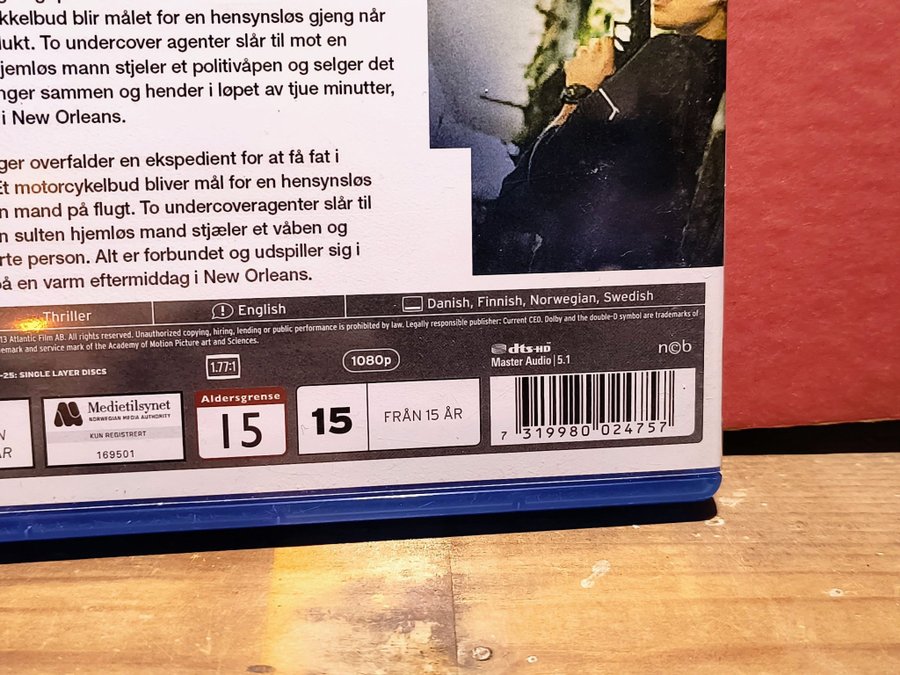 kkelbud blir målet for en hensynsløs gjeng når
lukt. To undercover agenter slår til mot en
jemløs mann stjeler et politivåpen og selger det
nger sammen og hender i løpet av tjue minutter,
i New Orleans.
ger overfalder en ekspedient for at få fat i
Et motorcykelbud bliver mål for en hensynsløs
n mand på flugt. To undercoveragenter slår til
n sulten hjemløs mand stjæler et våben og
rte person. Alt er forbundet og udspiller sig i
på en varm eftermiddag i New Orleans.
Thriller
English
Danish, Finnish, Norwegian, Swedish
13 Atlantic Film AB. All rights reserved. Unauthorized copying, hiring, lending or public performance is prohibited by law. Legally responsible publisher: Current CEO. Dolby and the double-D symbol are trademarks of
emark and service mark of the Academy of Motion Picture art and Sciences.
-25: SINGLE LAYER DISCS
1.77:1
1080p
dts-HD
Master Audio | 5.1
n©b
N
ÅR
Medietilsynet
NORWEGIAN MEDIA AUTHORITY
KUN REGISTRERT
169501
Aldersgrense
15
15
FRÅN 15 ÅR
7 319980 024757